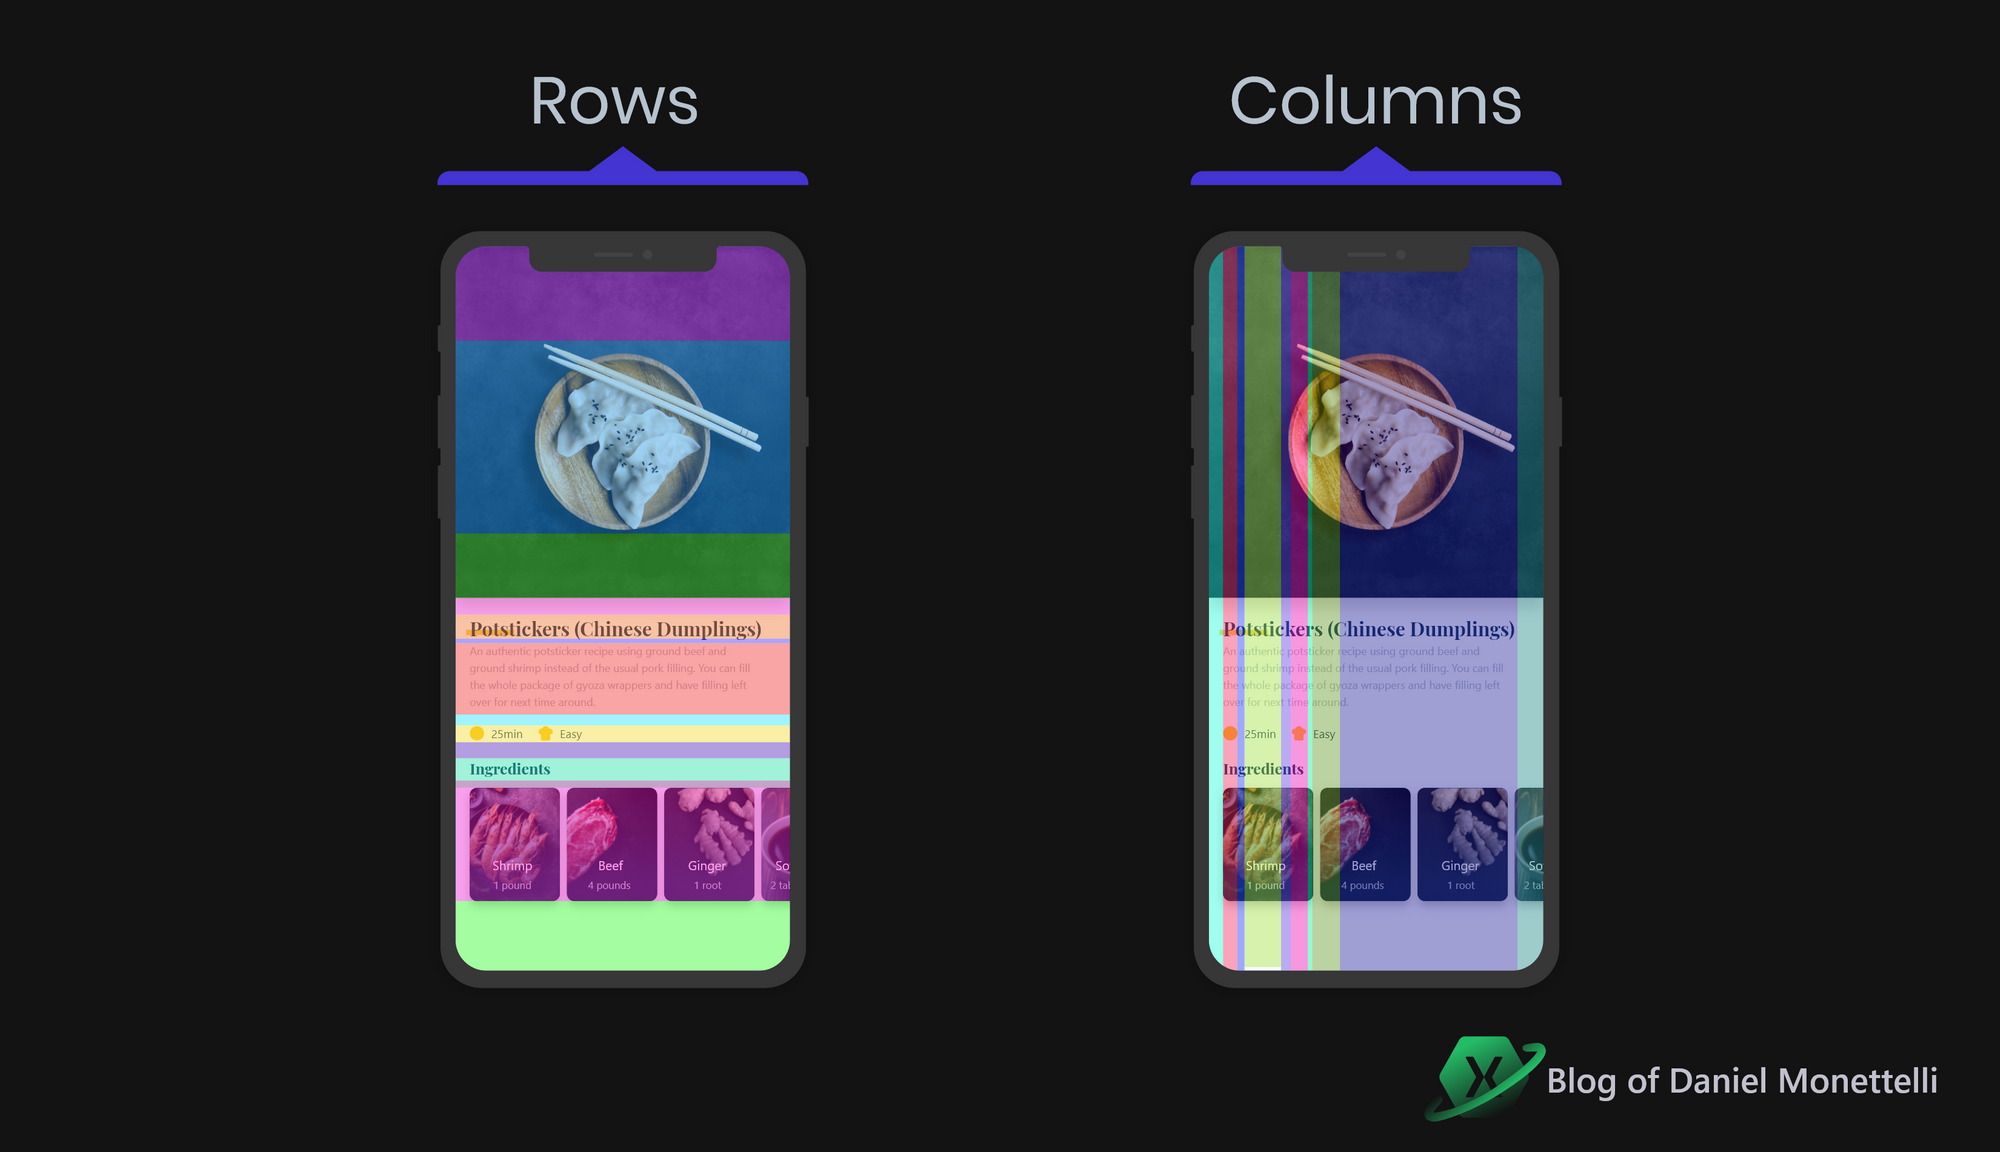 Rows
Columns
Potstickers (Chinese Dumplings)
An authentic potsticker recipe using ground beef and
ground shrimp instead of the usual pork filling. You can fill
the whole package of gyoza wrappers and have filling left
over for next time around.
25min Easy
Ingredients
Shrimp Beef Ginger So
1 pound 4 pounds 1 root 2 tab
Potstickers (Chinese Dumplings)
An authentic potsticker recipe using ground beef and
ground shrimp instead of the usual pork filling. You can fill
the whole package of gyoza wrappers and have filling left
over for next time around.
25min Easy
Ingredients
Shrimp Beef Ginger So
1 pound 4 pounds 1 root 2 tab
X Blog of Daniel Monettelli